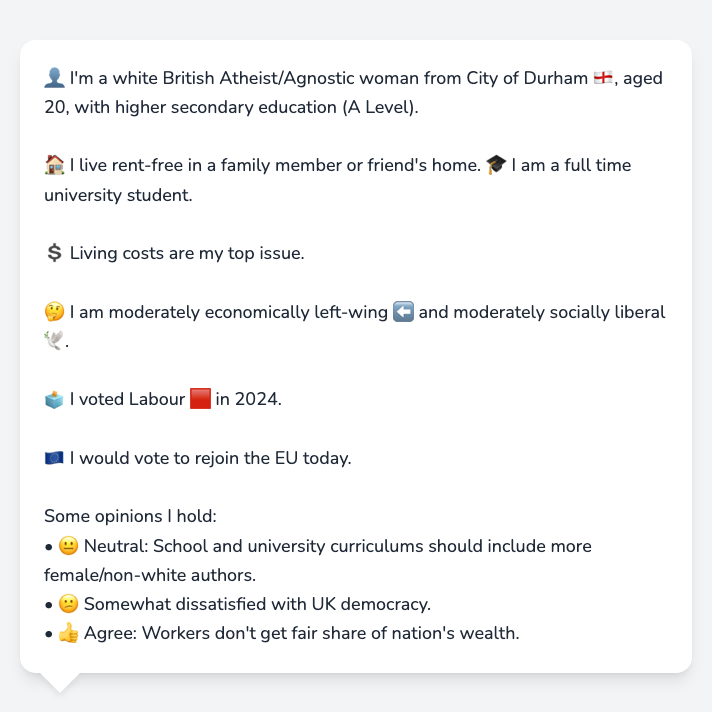 👤 I'm a white British Atheist/Agnostic woman from City of Durham 🏴󠁧󠁢󠁥󠁮󠁧󠁿, aged
20, with higher secondary education (A Level).
🏠 I live rent-free in a family member or friend's home. 🎓 I am a full time
university student.
💲 Living costs are my top issue.
🤔 I am moderately economically left-wing ⬅️ and moderately socially liberal
🕊️.
🗳️ I voted Labour 🟥 in 2024.
🇪🇺 I would vote to rejoin the EU today.
Some opinions I hold:
• 😐 Neutral: School and university curriculums should include more
female/non-white authors.
• 😕 Somewhat dissatisfied with UK democracy.
• 👍 Agree: Workers don't get fair share of nation's wealth.